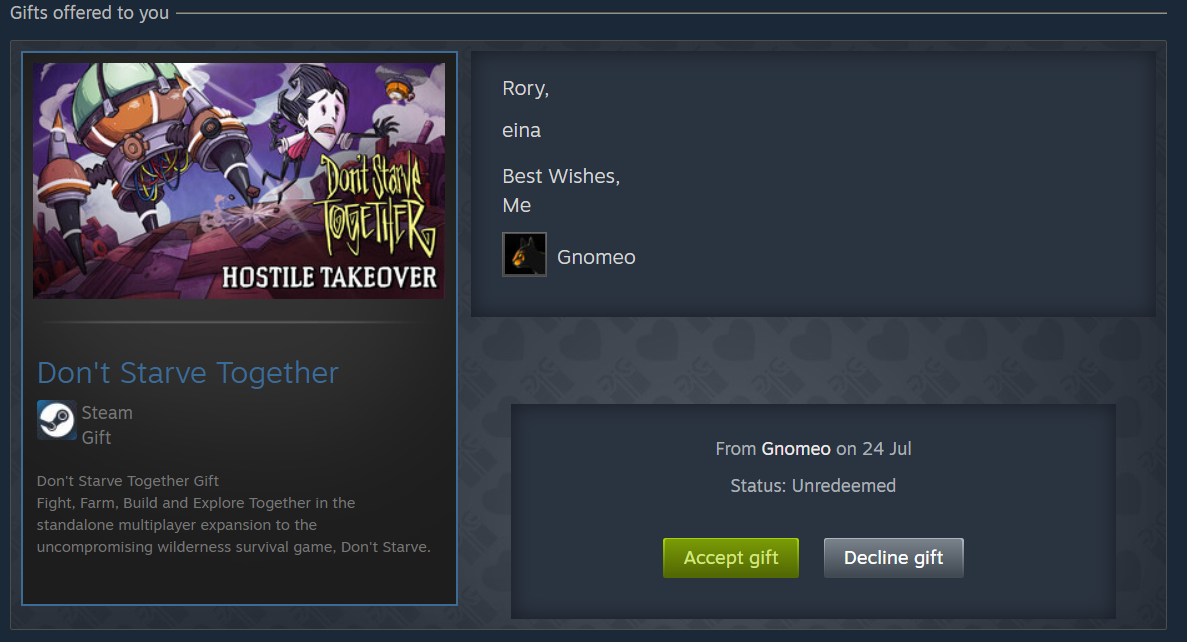 Gifts offered to you
Don't Starve
TOGETHER
HOSTILE TAKEOVER
Don't Starve Together
Steam
Gift
Don't Starve Together Gift
Fight, Farm, Build and Explore Together in the
standalone multiplayer expansion to the
uncompromising wilderness survival game, Don't Starve.
Rory,
eina
Best Wishes,
Me
Gnomeo
From Gnomeo on 24 Jul
Status: Unredeemed
Accept gift
Decline gift